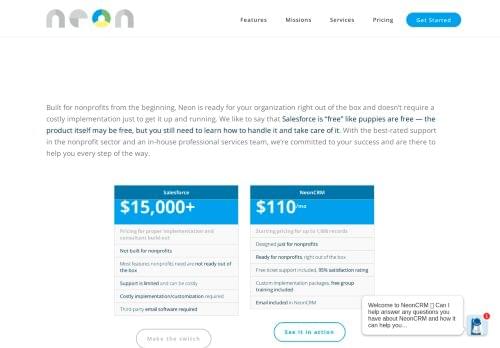 neon
Features Missions Services Pricing Get Started
Built for nonprofits from the beginning, Neon is ready for your organization right out of the box and doesn't require a
costly implementation just to get it up and running. We like to say that Salesforce is "free" like puppies are free — the
product itself may be free, but you still need to learn how to handle it and take care of it. With the best-rated support
in the nonprofit sector and an in-house professional services team, we're committed to your success and are there to
help you every step of the way.
Salesforce
$15,000+
Pricing for proper implementation and
consultant build-out
Not built for nonprofits
Most features nonprofits need are not ready out of
the box
Support is limited and can be costly
Costly implementation/customization required
Third-party email software required
Make the switch
NeonCRM
$110/mo
Starting pricing for up to 1,000 records
Designed just for nonprofits
Ready for nonprofits, right out of the box
Free ticket support included, 95% satisfaction rating
Custom implementation packages, free group
training included
Email included in NeonCRM
See it in action
Welcome to NeonCRM Can I
help answer any questions you
have about NeonCRM and how it
can help you...
1